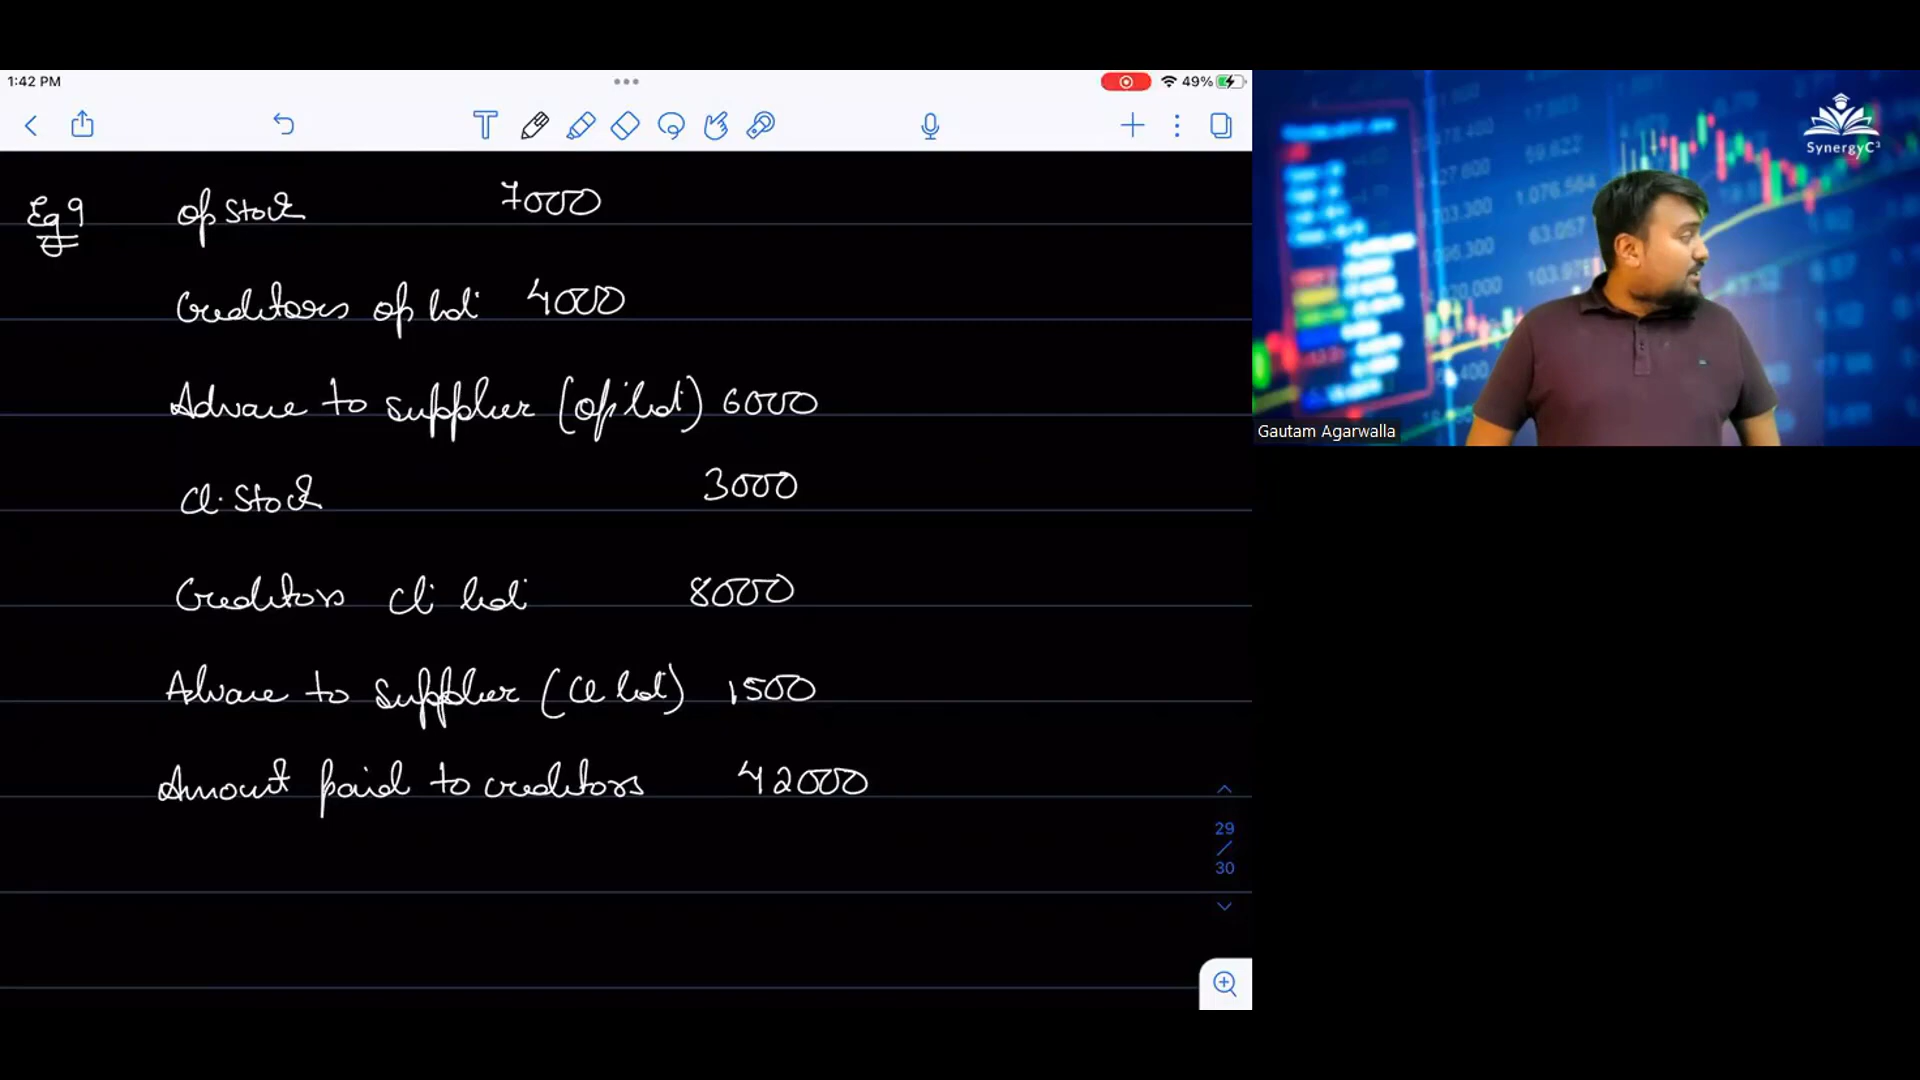 1:42 PM
49%
SynergyC³
Eg 9 op Stock 7000
Creditors op bal 4000
Advance to supplier (op bal) 6000
Cl. Stock 3000
Creditors cl bal 8000
Advance to supplier (cl bal) 1500
Amount paid to creditors 42000
Gautam Agarwalla
29
/
30